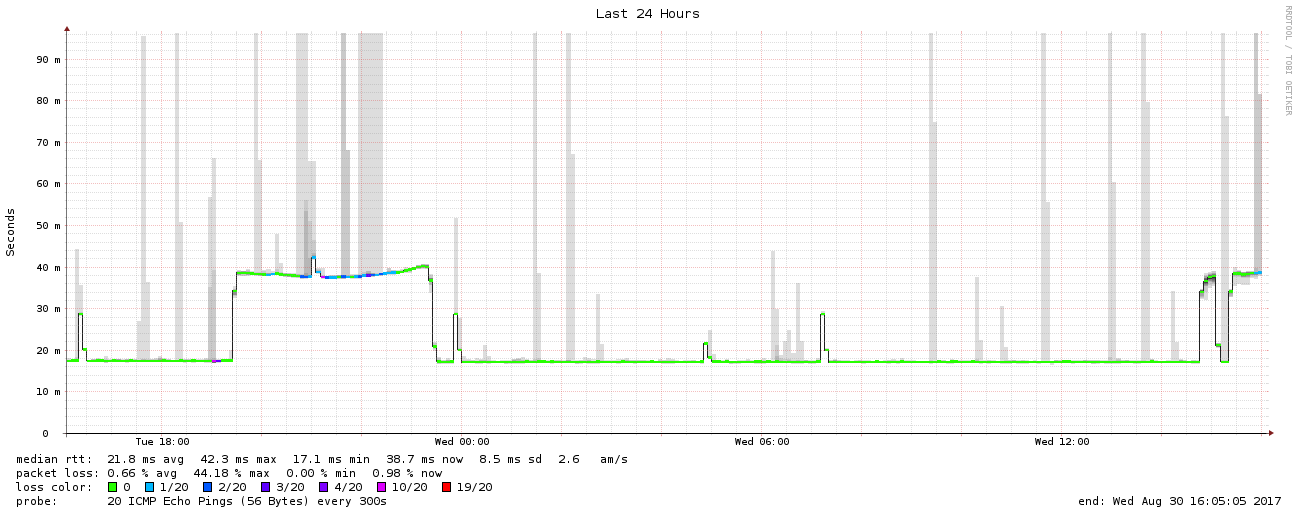 Last 24 Hours
RRDTOOL / TOBI OETIKER
Seconds
90 m
80 m
70 m
60 m
50 m
40 m
30 m
20 m
10 m
0
Tue 18:00 Wed 00:00 Wed 06:00 Wed 12:00
median rtt: 21.8 ms avg 42.3 ms max 17.1 ms min 38.7 ms now 8.5 ms sd 2.6 am/s
packet loss: 0.66 % avg 44.18 % max 0.00 % min 0.98 % now
loss color: 0 1/20 2/20 3/20 4/20 10/20 19/20
probe: 20 ICMP Echo Pings (56 Bytes) every 300s end: Wed Aug 30 16:05:05 2017